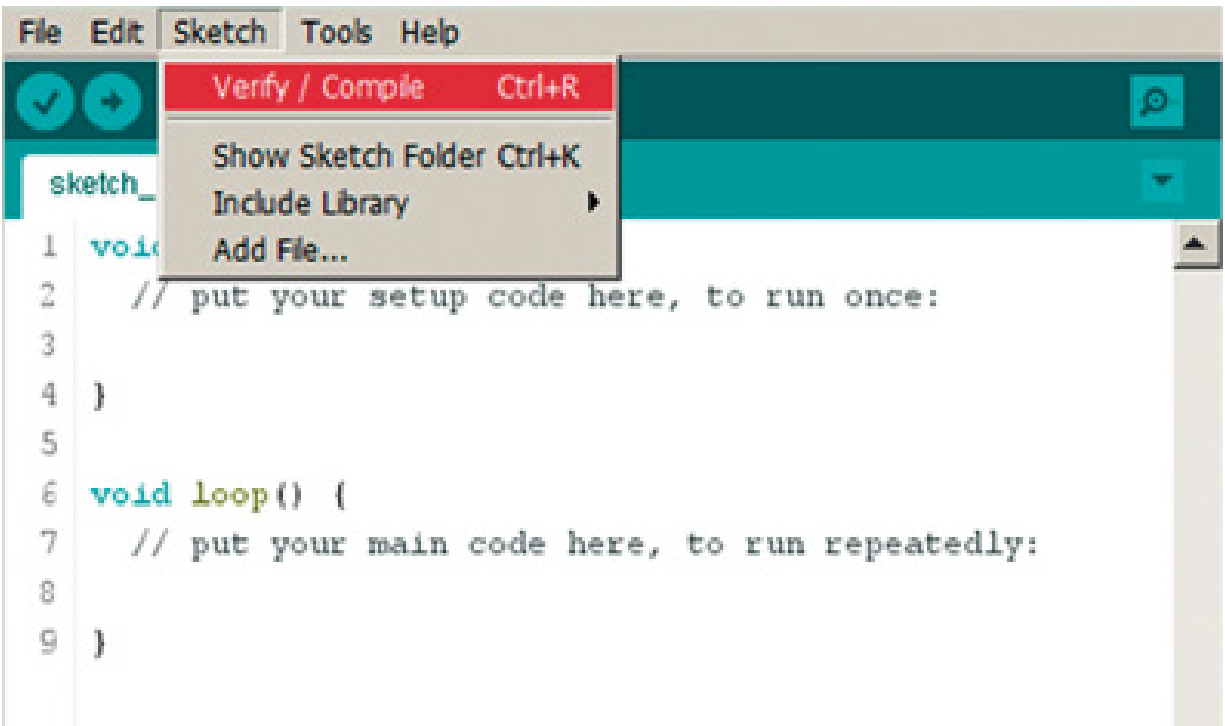 File Edit Sketch Tools Help
Verify / Compile Ctrl+R
Show Sketch Folder Ctrl+K
Include Library
Add File...
sketch_
1 void
2 // put your setup code here, to run once:
3
4 }
5
6 void loop() {
7 // put your main code here, to run repeatedly:
8
9 }